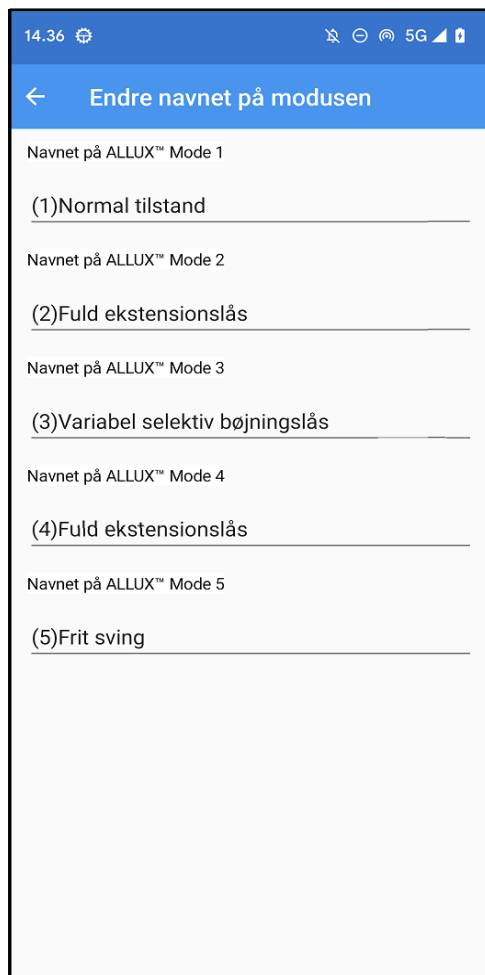 14.36 5G
Endre navnet på modusen
Navnet på ALLUX™ Mode 1
(1)Normal tilstand
Navnet på ALLUX™ Mode 2
(2)Fuld ekstensionslås
Navnet på ALLUX™ Mode 3
(3)Variabel selektiv bøjningslås
Navnet på ALLUX™ Mode 4
(4)Fuld ekstensionslås
Navnet på ALLUX™ Mode 5
(5)Frit sving